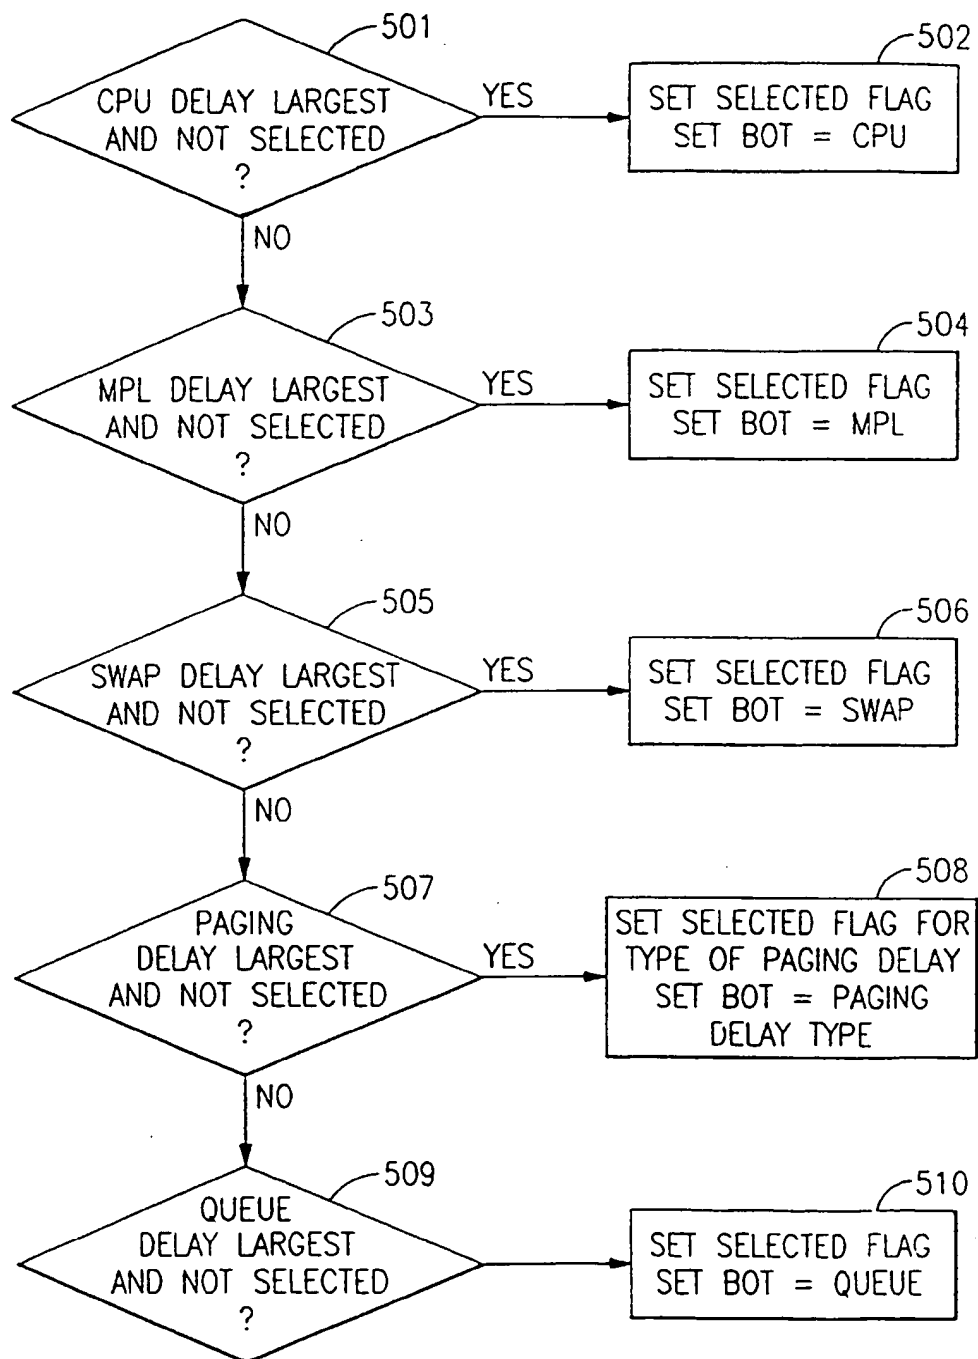 501
CPU DELAY LARGEST
AND NOT SELECTED
?
YES
502
SET SELECTED FLAG
SET BOT = CPU
NO
503
MPL DELAY LARGEST
AND NOT SELECTED
?
YES
504
SET SELECTED FLAG
SET BOT = MPL
NO
505
SWAP DELAY LARGEST
AND NOT SELECTED
?
YES
506
SET SELECTED FLAG
SET BOT = SWAP
NO
507
PAGING
DELAY LARGEST
AND NOT SELECTED
?
YES
508
SET SELECTED FLAG FOR
TYPE OF PAGING DELAY
SET BOT = PAGING
DELAY TYPE
NO
509
QUEUE
DELAY LARGEST
AND NOT SELECTED
?
510
SET SELECTED FLAG
SET BOT = QUEUE